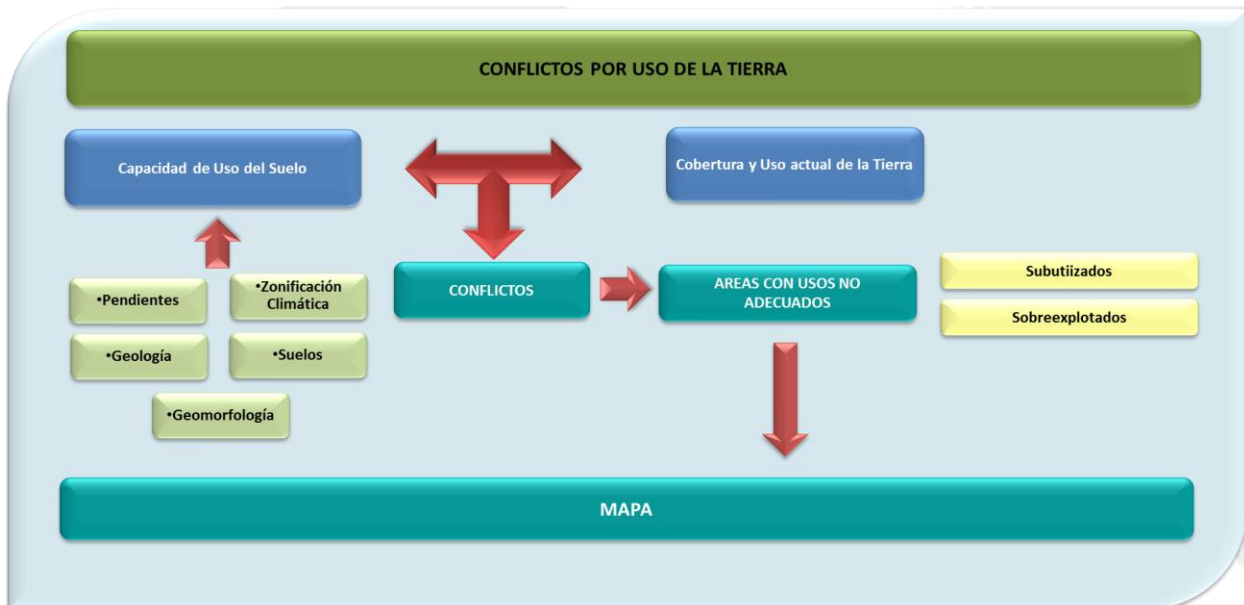 CONFLICTOS POR USO DE LA TIERRA
Capacidad de Uso del Suelo
Cobertura y Uso actual de la Tierra
•Pendientes
•Zonificación
Climática
•Geología
•Suelos
•Geomorfología
CONFLICTOS
AREAS CON USOS NO
ADECUADOS
Subutiizados
Sobreexplotados
MAPA